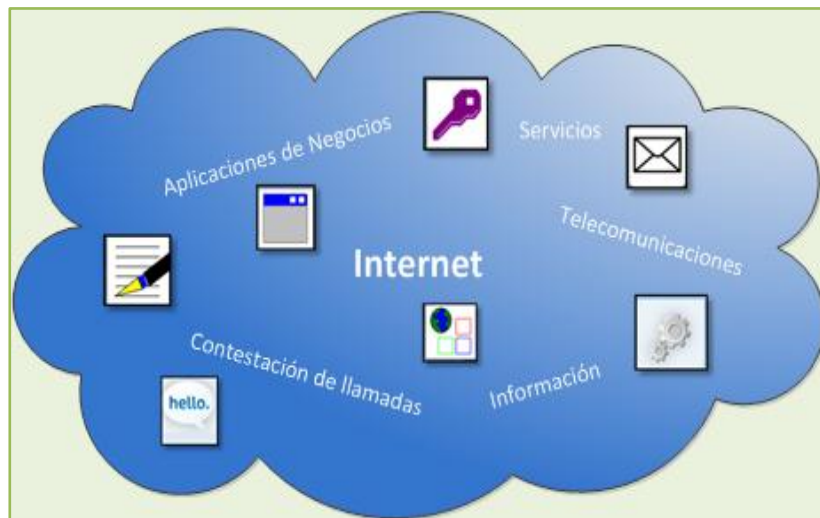 Aplicaciones de Negocios
Servicios
Telecomunicaciones
Internet
Contestación de llamadas
Información
hello.